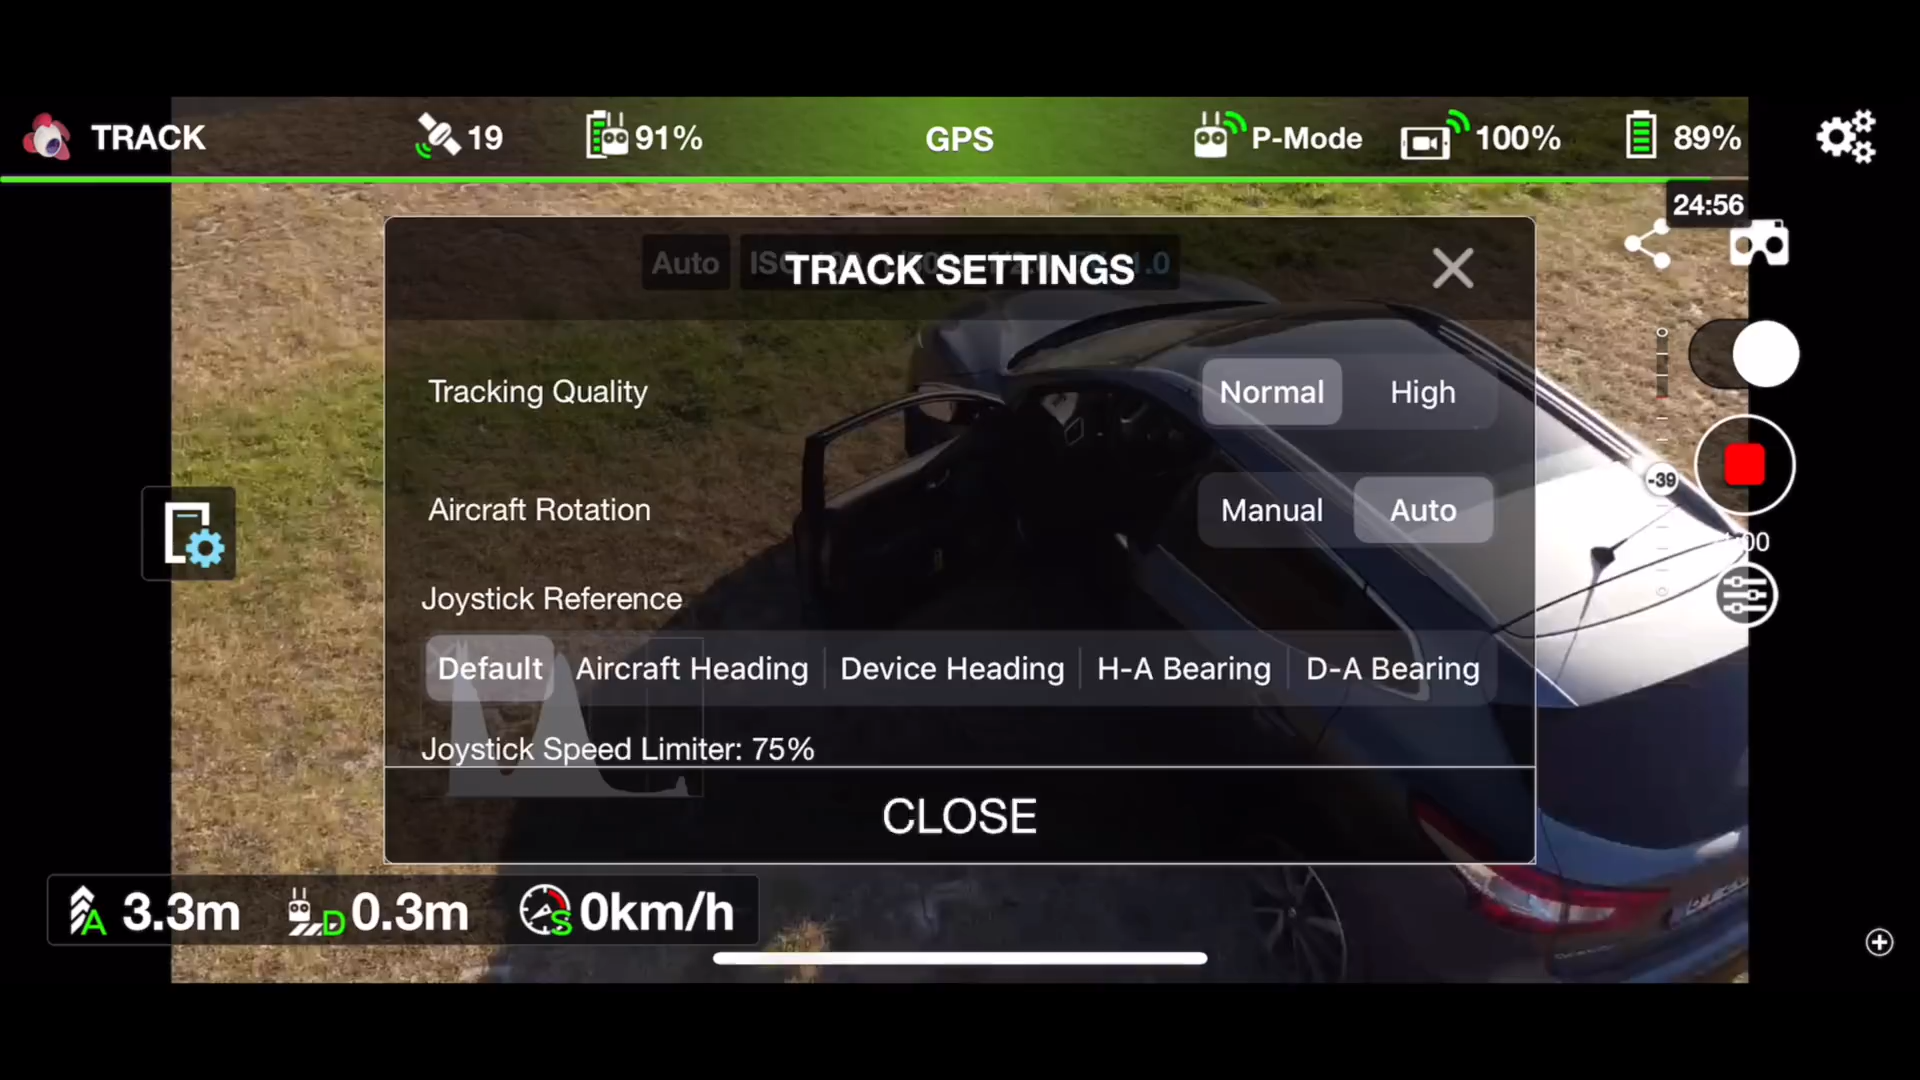 TRACK 19 91% GPS P-Mode 100% 89%
24:56
Auto
TRACK SETTINGS
Tracking Quality Normal High
Aircraft Rotation Manual Auto
-39
Joystick Reference
Default Aircraft Heading Device Heading H-A Bearing D-A Bearing
Joystick Speed Limiter: 75%
CLOSE
A 3.3m D 0.3m S 0km/h